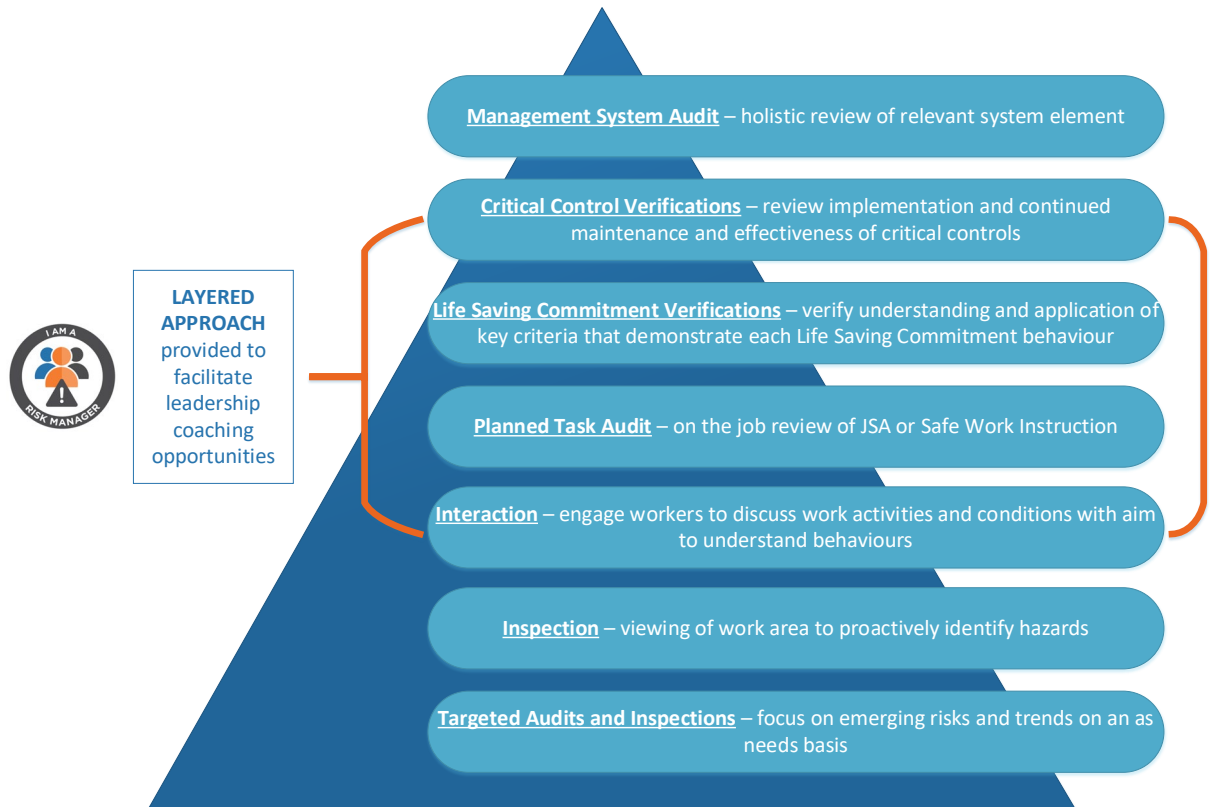 Management System Audit – holistic review of relevant system element
Critical Control Verifications – review implementation and continued
maintenance and effectiveness of critical controls
LAYERED
APPROACH
provided to
facilitate
leadership
coaching
opportunities
I AM A
RISK MANAGER
Life Saving Commitment Verifications – verify understanding and application of
key criteria that demonstrate each Life Saving Commitment behaviour
Planned Task Audit – on the job review of JSA or Safe Work Instruction
Interaction – engage workers to discuss work activities and conditions with aim
to understand behaviours
Inspection – viewing of work area to proactively identify hazards
Targeted Audits and Inspections – focus on emerging risks and trends on an as
needs basis